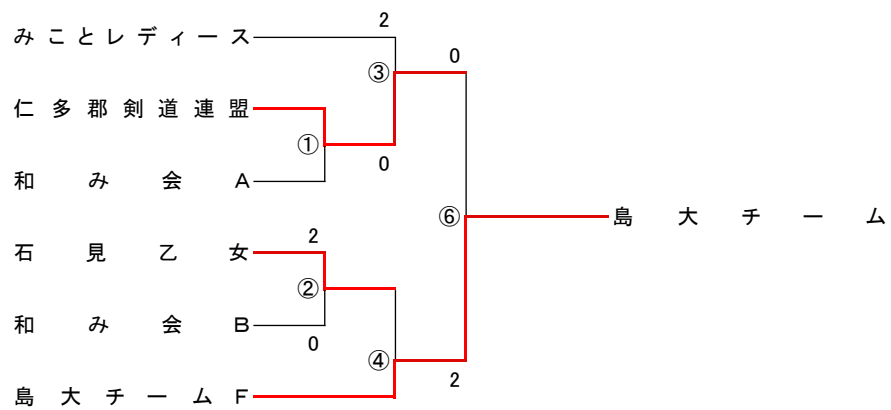 2
みことレディース
0
③
仁多郡剣道連盟
①
0
和み会A
⑥
島大チーム
2
石見乙女
②
和み会B
0
④
2
島大チームF